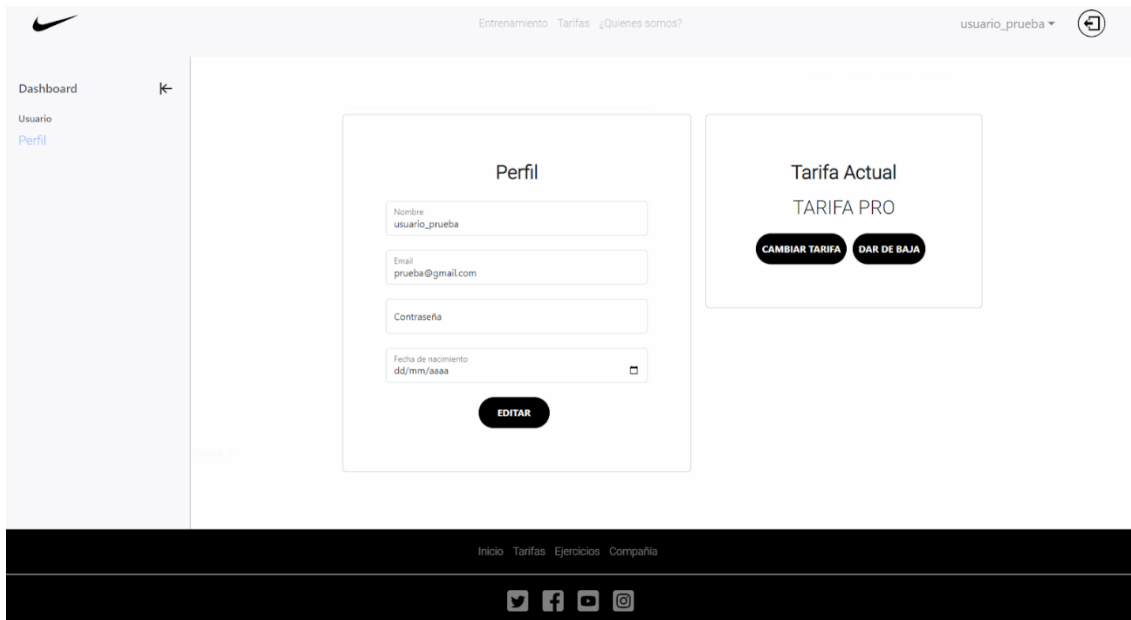 Entrenamiento Tarifas ¿Quienes somos?
usuario_prueba
Dashboard
Usuario
Perfil
Perfil
Nombre
usuario_prueba
Email
prueba@gmail.com
Contraseña
Fecha de nacimiento
dd/mm/aaaa
EDITAR
Tarifa Actual
TARIFA PRO
CAMBIAR TARIFA DAR DE BAJA
Inicio Tarifas Ejercicios Compañia